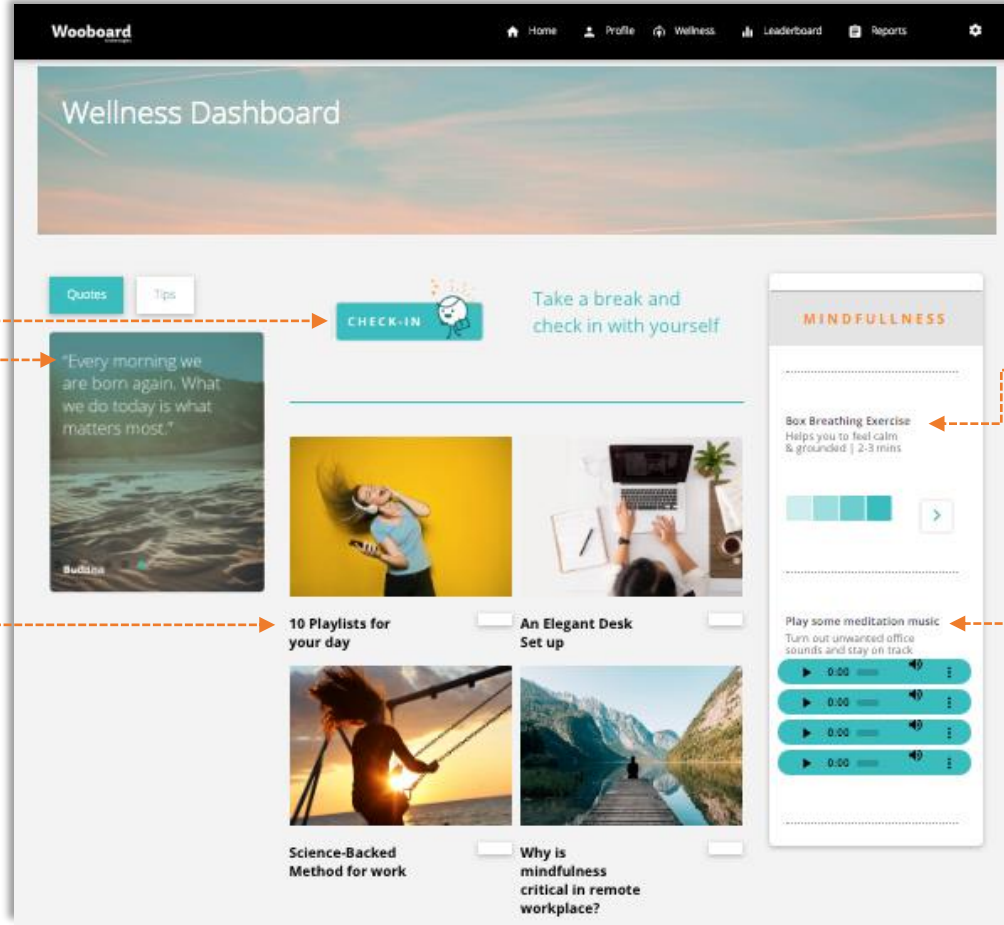 Wooboard
Home
Profile
Wellness
Leaderboard
Reports
Wellness Dashboard
Quotes
Tips
"Every morning we
are born again. What
we do today is what
matters most."
CHECK-IN
Take a break and
check in with yourself
10 Playlists for
your day
An Elegant Desk
Set up
Science-Backed
Method for work
Why is
mindfulness
critical in remote
workplace?
MINDFULLNESS
Box Breathing Exercise
Helps you to feel calm
& grounded | 2-3 mins
Play some meditation music
Turn out unwanted office
sounds and stay on track
0:00
0:00
0:00
0:00